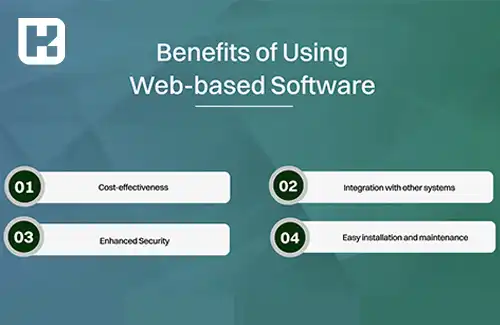 Benefits of Using
Web-based Software
01
Cost-effectiveness
02
Integration with other systems
03
Enhanced Security
04
Easy installation and maintenance